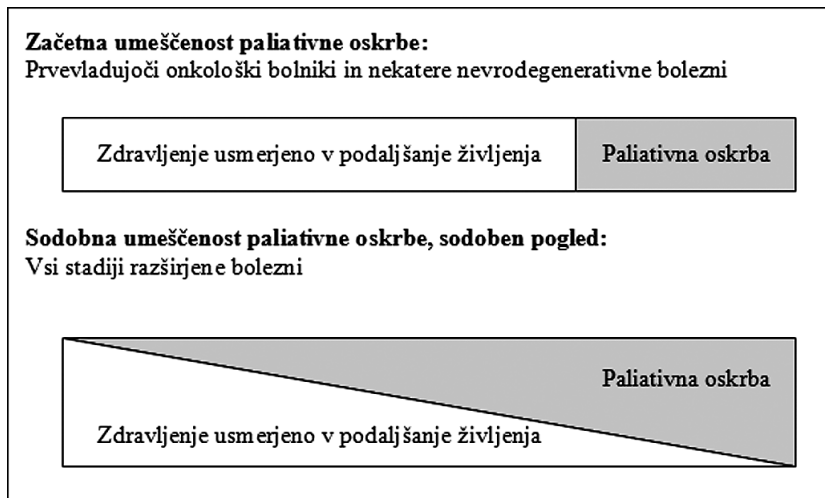 Začetna umeščenost paliativne oskrbe:
Prvevladujoči onkološki bolniki in nekatere nevrodegenerativne bolezni
Zdravljenje usmerjeno v podaljšanje življenja
Paliativna oskrba
Sodobna umeščenost paliativne oskrbe, sodoben pogled:
Vsi stadiji razširjene bolezni
Paliativna oskrba
Zdravljenje usmerjeno v podaljšanje življenja